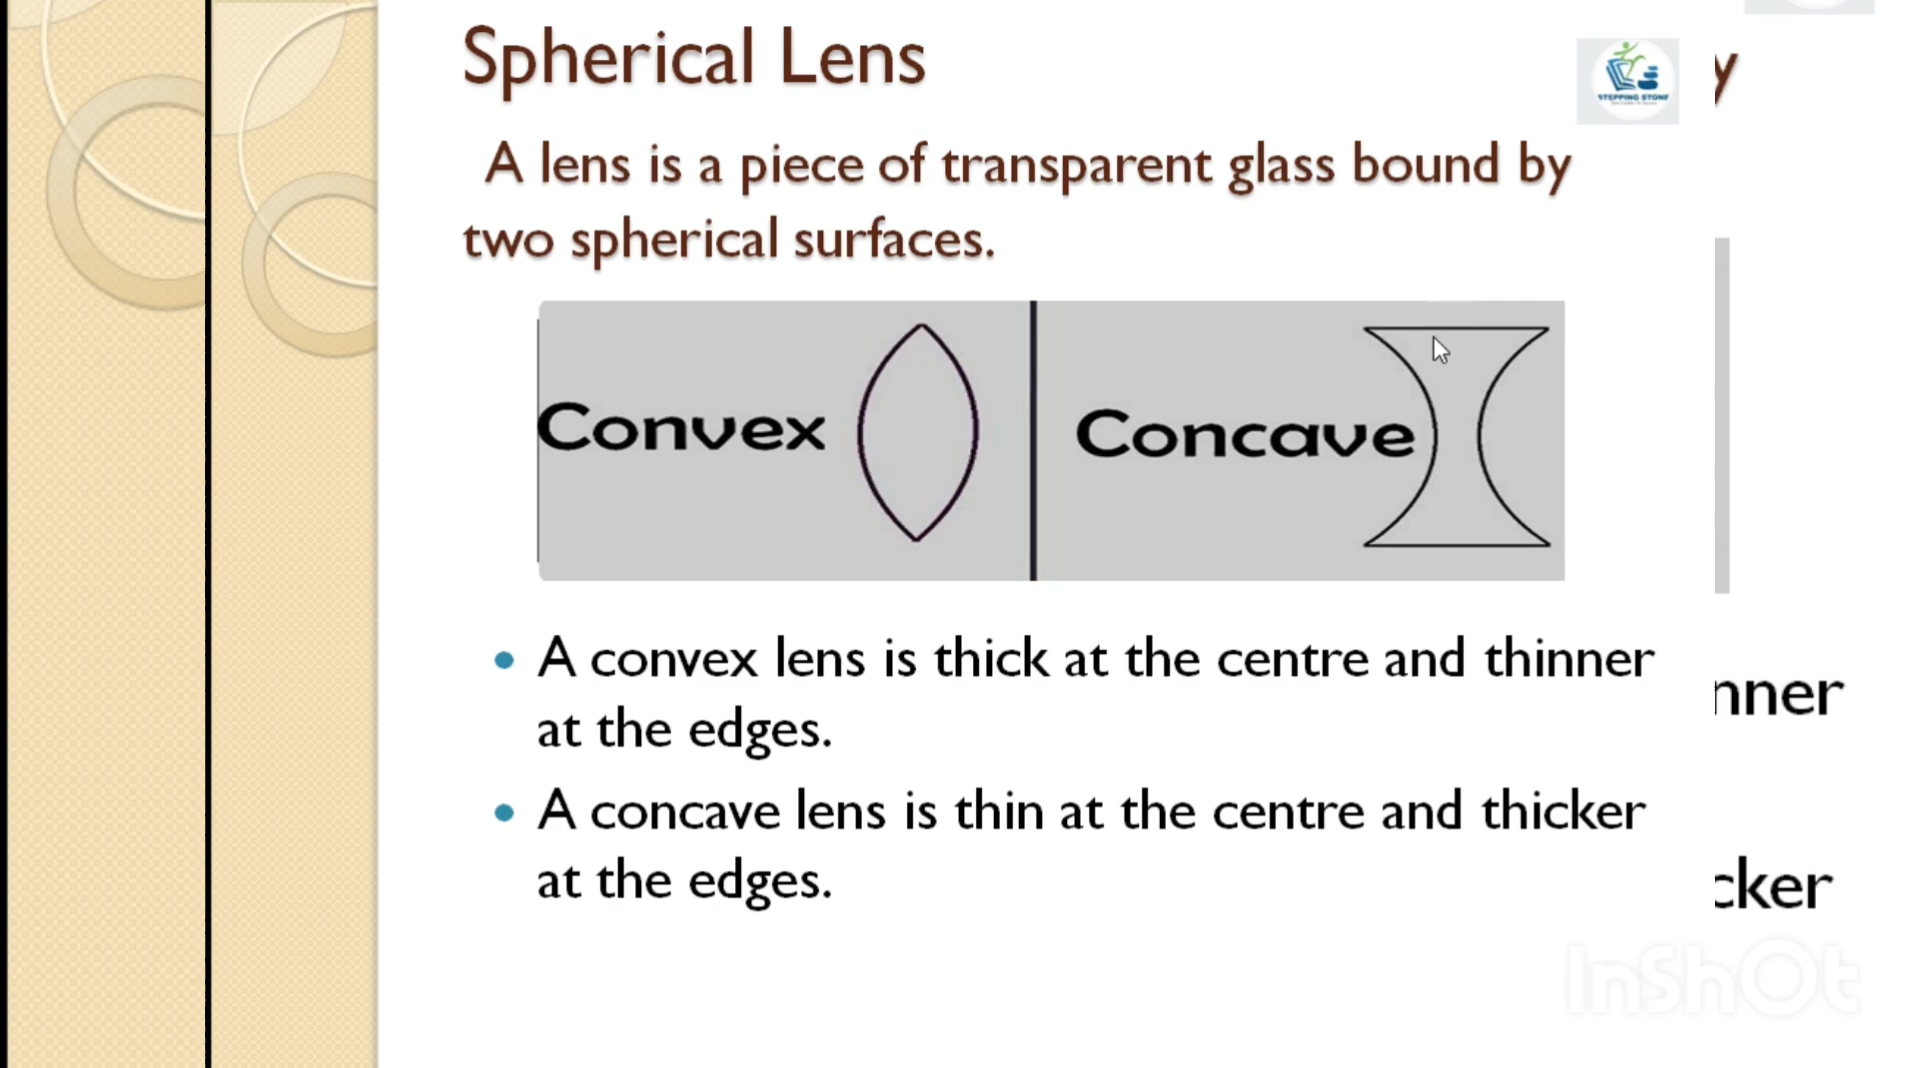 Spherical Lens
STEPPING STONE
y
A lens is a piece of transparent glass bound by
two spherical surfaces.
Convex
Concave
• A convex lens is thick at the centre and thinner
at the edges.
nner
• A concave lens is thin at the centre and thicker
at the edges.
cker
InShOt